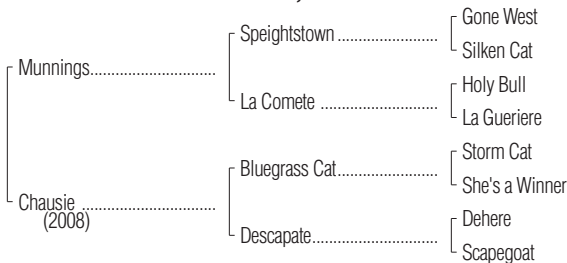 Gone West
Speightstown
Silken Cat
Munnings
Holy Bull
La Comete
La Gueriere
Storm Cat
Bluegrass Cat
She's a Winner
Chausie
(2008)
Dehere
Descapate
Scapegoat